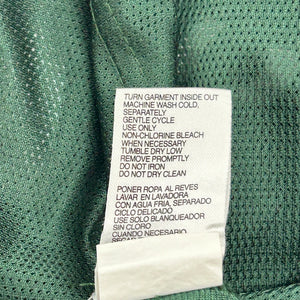 TURN GARMENT INSIDE OUT
MACHINE WASH COLD,
SEPARATELY
GENTLE CYCLE
USE ONLY
NON-CHLORINE BLEACH
WHEN NECESSARY
TUMBLE DRY LOW
REMOVE PROMPTLY
DO NOT IRON
DO NOT DRY CLEAN
PONER ROPA AL REVES
LAVAR EN LAVADORA
CON AGUA FRIA, SEPARADO
CICLO DELICADO
USE SOLO BLANQUEADOR
SIN CLORO
CUANDO NECESARIO